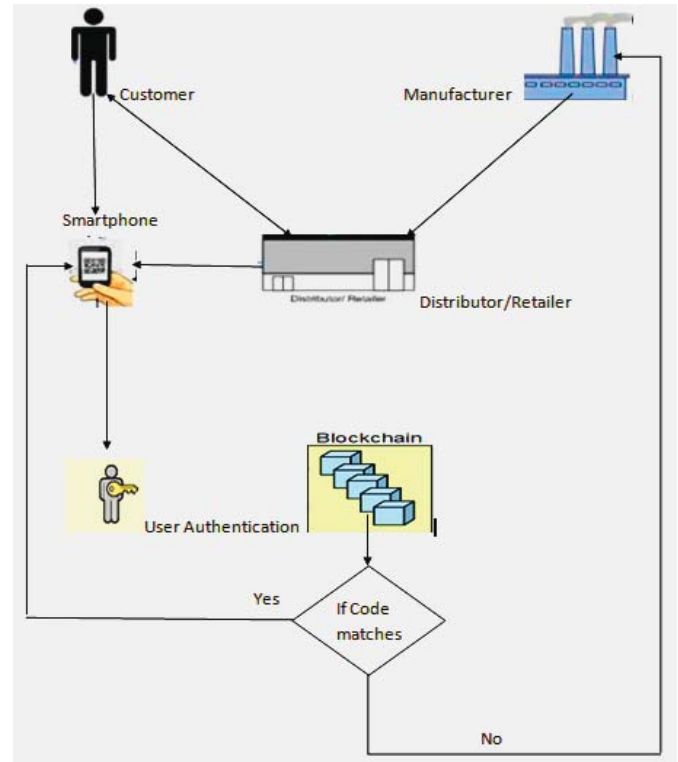 Customer
Manufacturer
Smartphone
Distributor/ Retailer
Distributor/Retailer
Blockchain
User Authentication
Yes
If Code
matches
No